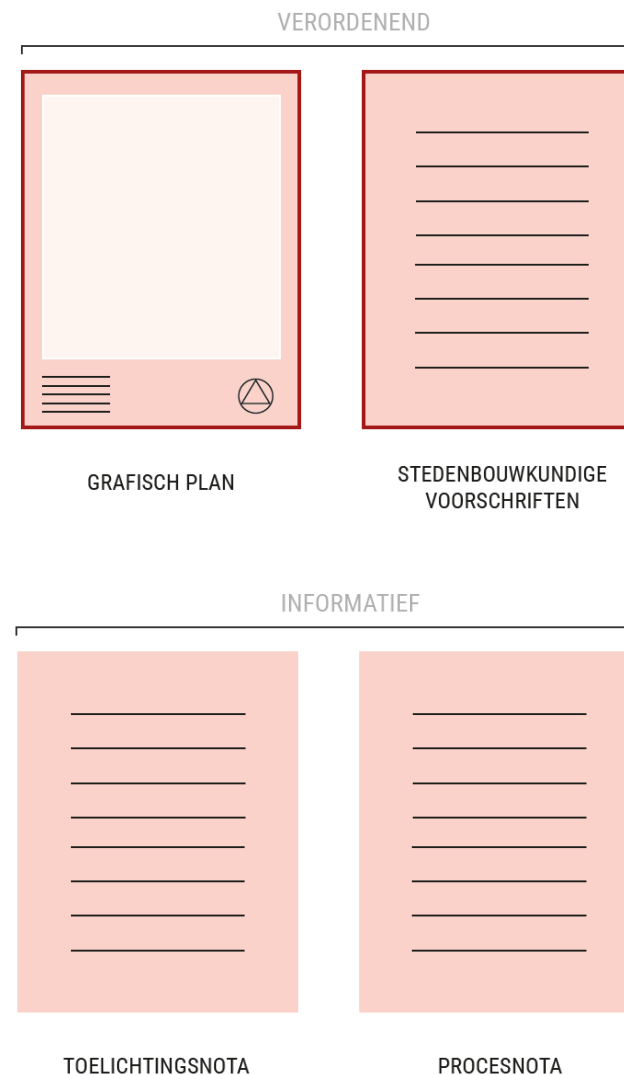 VERORDENEND
GRAFISCH PLAN
STEDENBOUWKUNDIGE
VOORSCHRIFTEN
INFORMATIEF
TOELICHTINGSNOTA
PROCESNOTA